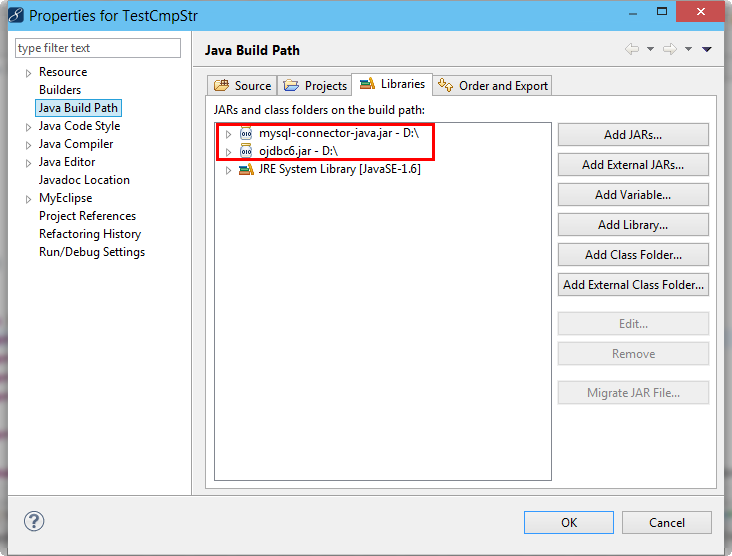 Properties for TestCmpStr
type filter text
Resource
Builders
Java Build Path
Java Code Style
Java Compiler
Java Editor
Javadoc Location
MyEclipse
Project References
Refactoring History
Run/Debug Settings
Java Build Path
Source
Projects
Libraries
Order and Export
JARs and class folders on the build path:
mysql-connector-java.jar - D:\
ojdbc6.jar - D:\
JRE System Library [JavaSE-1.6]
Add JARs...
Add External JARs...
Add Variable...
Add Library...
Add Class Folder...
Add External Class Folder...
Edit...
Remove
Migrate JAR File...
OK
Cancel